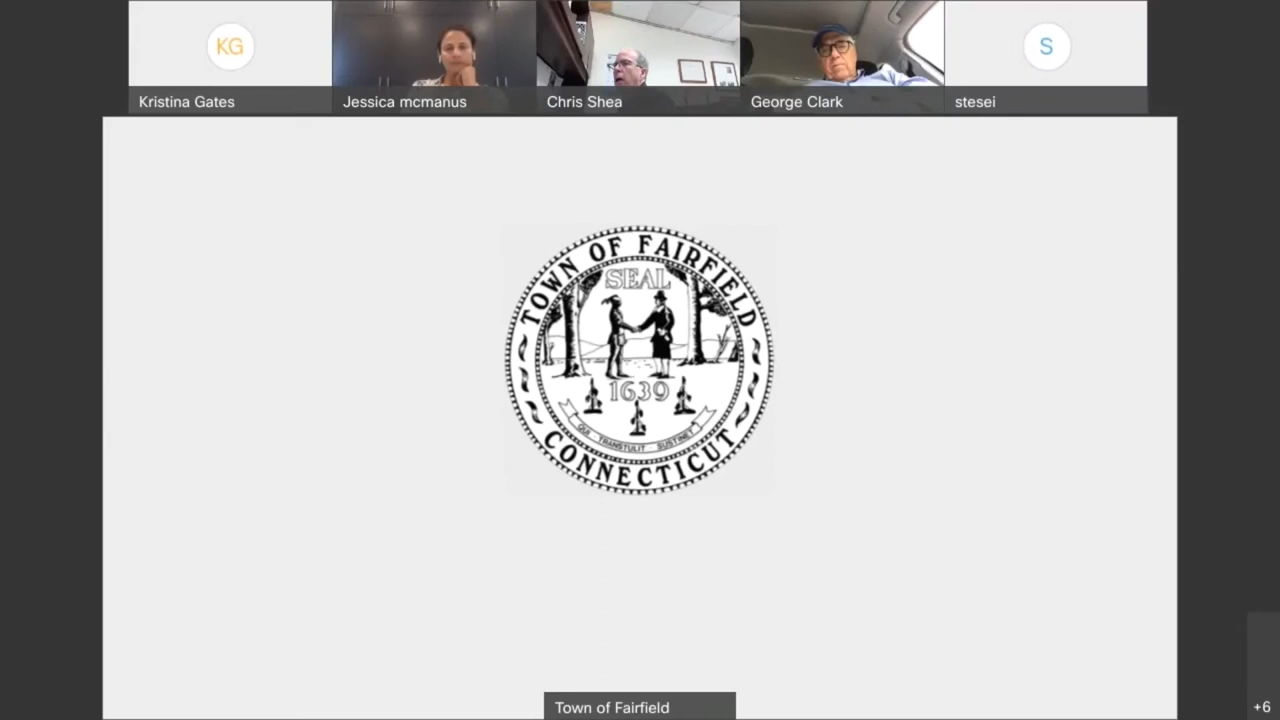 KG
S
Kristina Gates
Jessica mcmanus
Chris Shea
George Clark
stesei
TOWN OF FAIRFIELD
SEAL
1639
QUI TRANSTULIT SUSTINET
CONNECTICUT
Town of Fairfield
+6